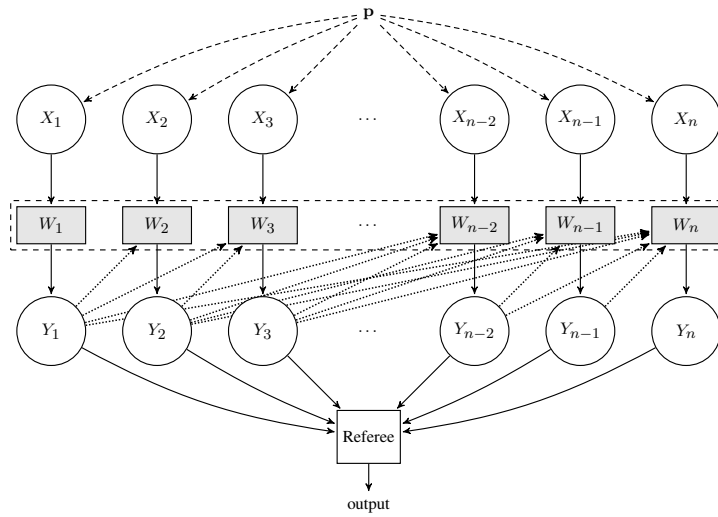 p
X₁ X₂ X₃ ... Xₙ₋₂ Xₙ₋₁ Xₙ
W₁ W₂ W₃ ... Wₙ₋₂ Wₙ₋₁ Wₙ
Y₁ Y₂ Y₃ ... Yₙ₋₂ Yₙ₋₁ Yₙ
Referee
output